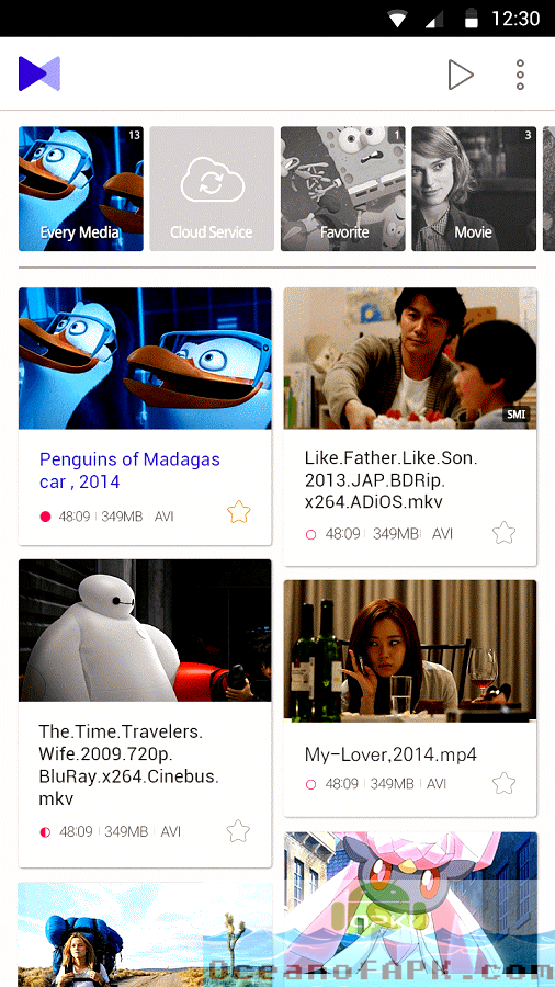 12:30
13
Every Media
Cloud Service
1
Favorite
3
Movie
SMI
Penguins of Madagas
car , 2014
48:09 | 349MB | AVI
Like.Father.Like.Son.
2013.JAP.BDRip.
x264.ADiOS.mkv
48:09 | 349MB | AVI
The.Time.Travelers.
Wife.2009.720p.
BluRay.x264.Cinebus.
mkv
48:09 | 349MB | AVI
My-Lover,2014.mp4
48:09 | 349MB | AVI
APK
OceanofAPK.com